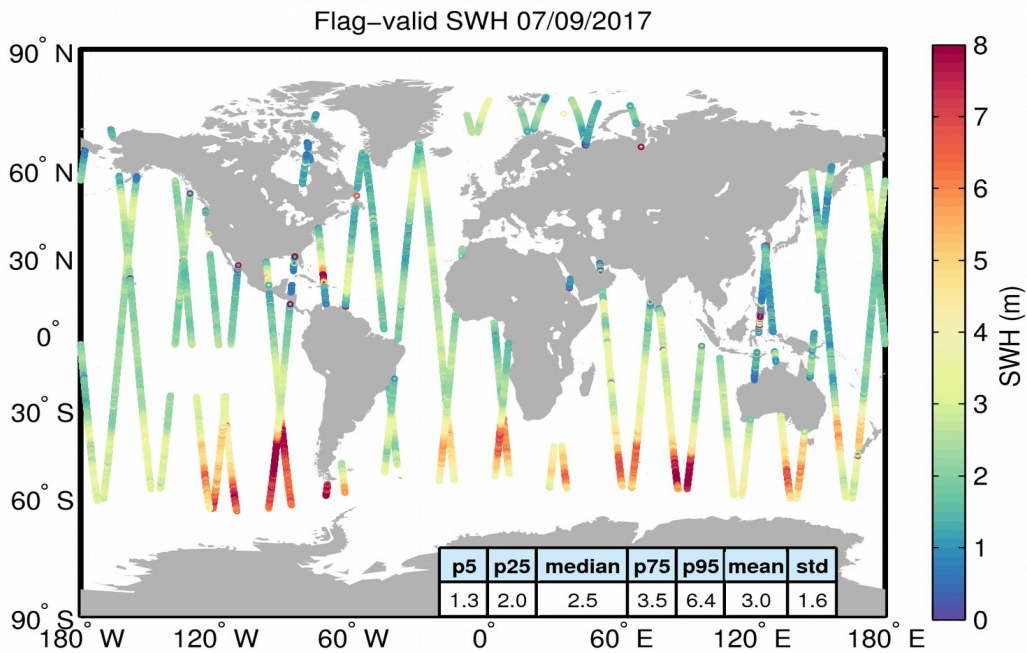 Flag−valid SWH 07/09/2017
90° N
60° N
30° N
0°
30° S
60° S
90° S
180° W
120° W
60° W
0°
60° E
120° E
180° E
p5 p25 median p75 p95 mean std
1.3 2.0 2.5 3.5 6.4 3.0 1.6
8
7
6
5
4
3
2
1
0
SWH (m)